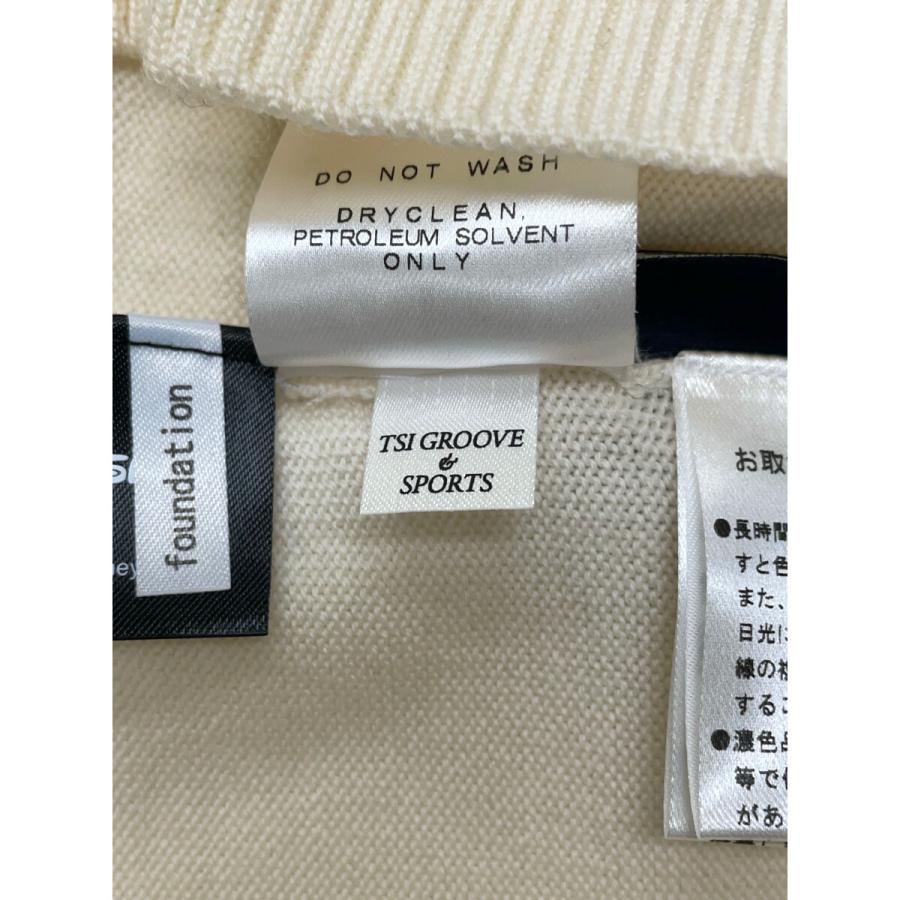 DO NOT WASH
DRYCLEAN.
PETROLEUM SOLVENT
ONLY
foundation
TSI GROOVE
&
SPORTS
お取
●長時間
すと色
また、
日光に
線の
する
●濃色品
等で
があ